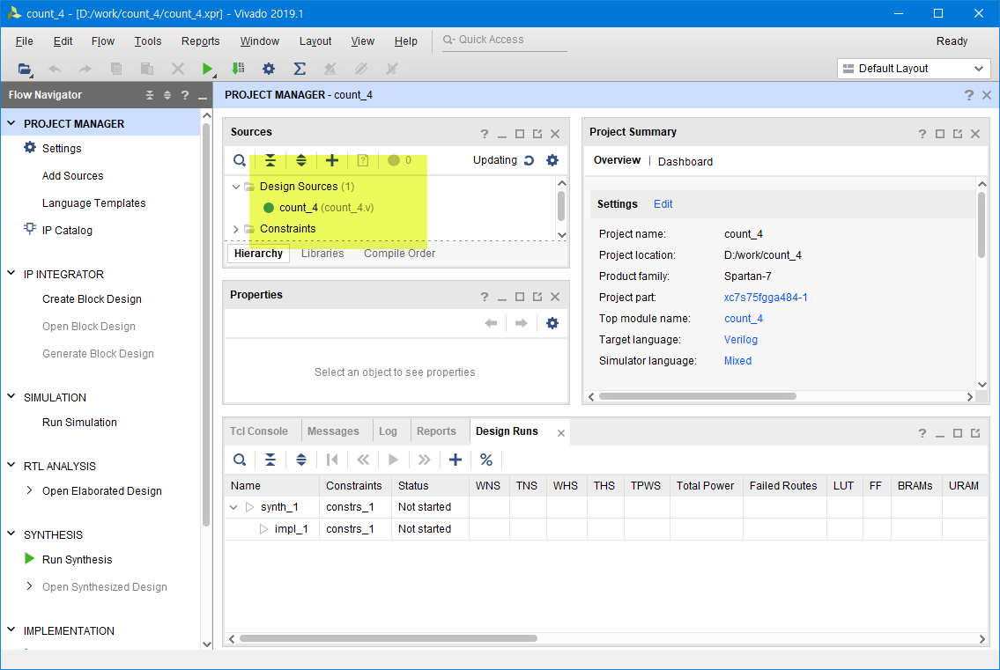 count_4 - [D:/work/count_4/count_4.xpr] - Vivado 2019.1
File Edit Flow Tools Reports Window Layout View Help Quick Access Ready
Default Layout
Flow Navigator
PROJECT MANAGER
Settings
Add Sources
Language Templates
IP Catalog
IP INTEGRATOR
Create Block Design
Open Block Design
Generate Block Design
SIMULATION
Run Simulation
RTL ANALYSIS
Open Elaborated Design
SYNTHESIS
Run Synthesis
Open Synthesized Design
IMPLEMENTATION
PROJECT MANAGER - count_4
Sources
0 Updating
Design Sources (1)
count_4 (count_4.v)
Constraints
Hierarchy Libraries Compile Order
Properties
Select an object to see properties
Project Summary
Overview | Dashboard
Settings Edit
Project name: count_4
Project location: D:/work/count_4
Product family: Spartan-7
Project part: xc7s75fgga484-1
Top module name: count_4
Target language: Verilog
Simulator language: Mixed
Tcl Console Messages Log Reports Design Runs
Name Constraints Status WNS TNS WHS THS TPWS Total Power Failed Routes LUT FF BRAMs URAM
synth_1 constrs_1 Not started
impl_1 constrs_1 Not started